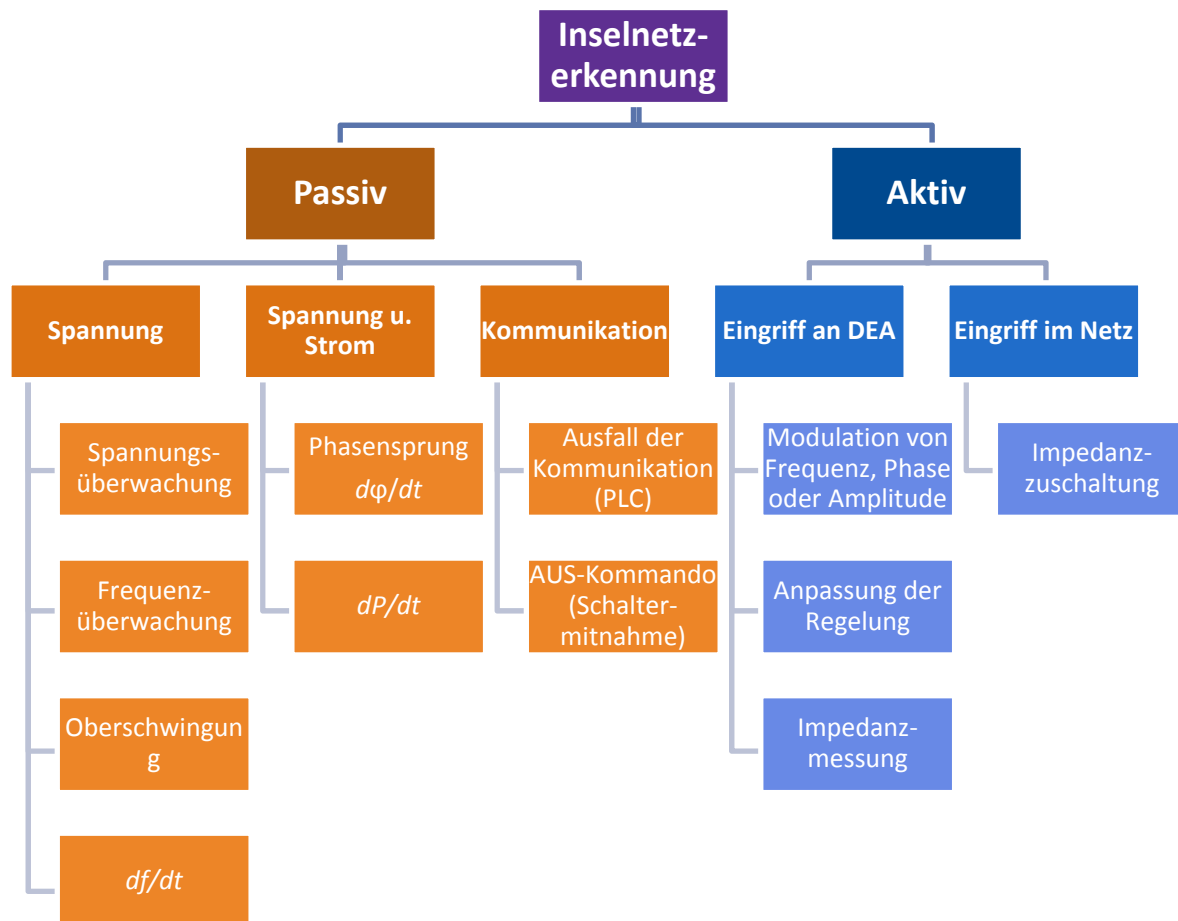 Inselnetz-
erkennung
Passiv
Aktiv
Spannung
Spannung u.
Strom
Kommunikation
Eingriff an DEA
Eingriff im Netz
Spannungs-
überwachung
Phasensprung
dφ/dt
Ausfall der
Kommunikation
(PLC)
Modulation von
Frequenz, Phase
oder Amplitude
Impedanz-
zuschaltung
Frequenz-
überwachung
dP/dt
AUS-Kommando
(Schalter-
mitnahme)
Anpassung der
Regelung
Oberschwingun
g
Impedanz-
messung
df/dt